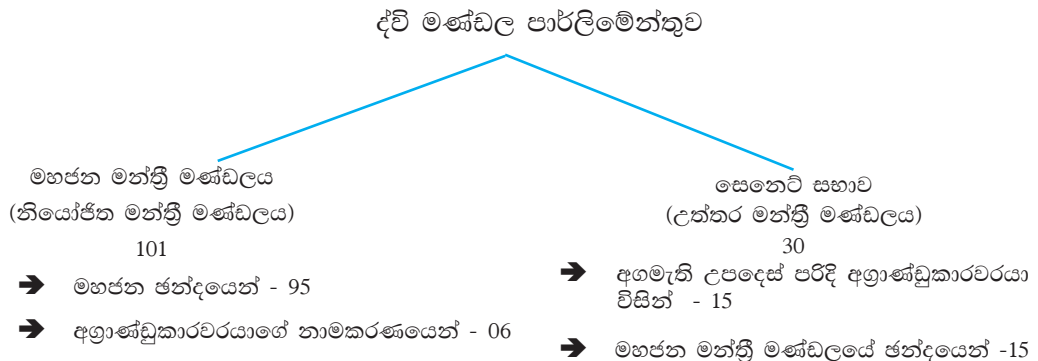 ද්වි මණ්ඩල පාර්ලිමේන්තුව
මහජන මන්ත්‍රී මණ්ඩලය
(නියෝජිත මන්ත්‍රී මණ්ඩලය)
101
➔ මහජන ඡන්දයෙන් - 95
➔ අග්‍රාණ්ඩුකාරවරයාගේ නාමකරණයෙන් - 06
සෙනෙට් සභාව
(උත්තර මන්ත්‍රී මණ්ඩලය)
30
➔ අගමැති උපදෙස් පරිදි අග්‍රාණ්ඩුකාරවරයා
විසින් - 15
➔ මහජන මන්ත්‍රී මණ්ඩලයේ ඡන්දයෙන් -15